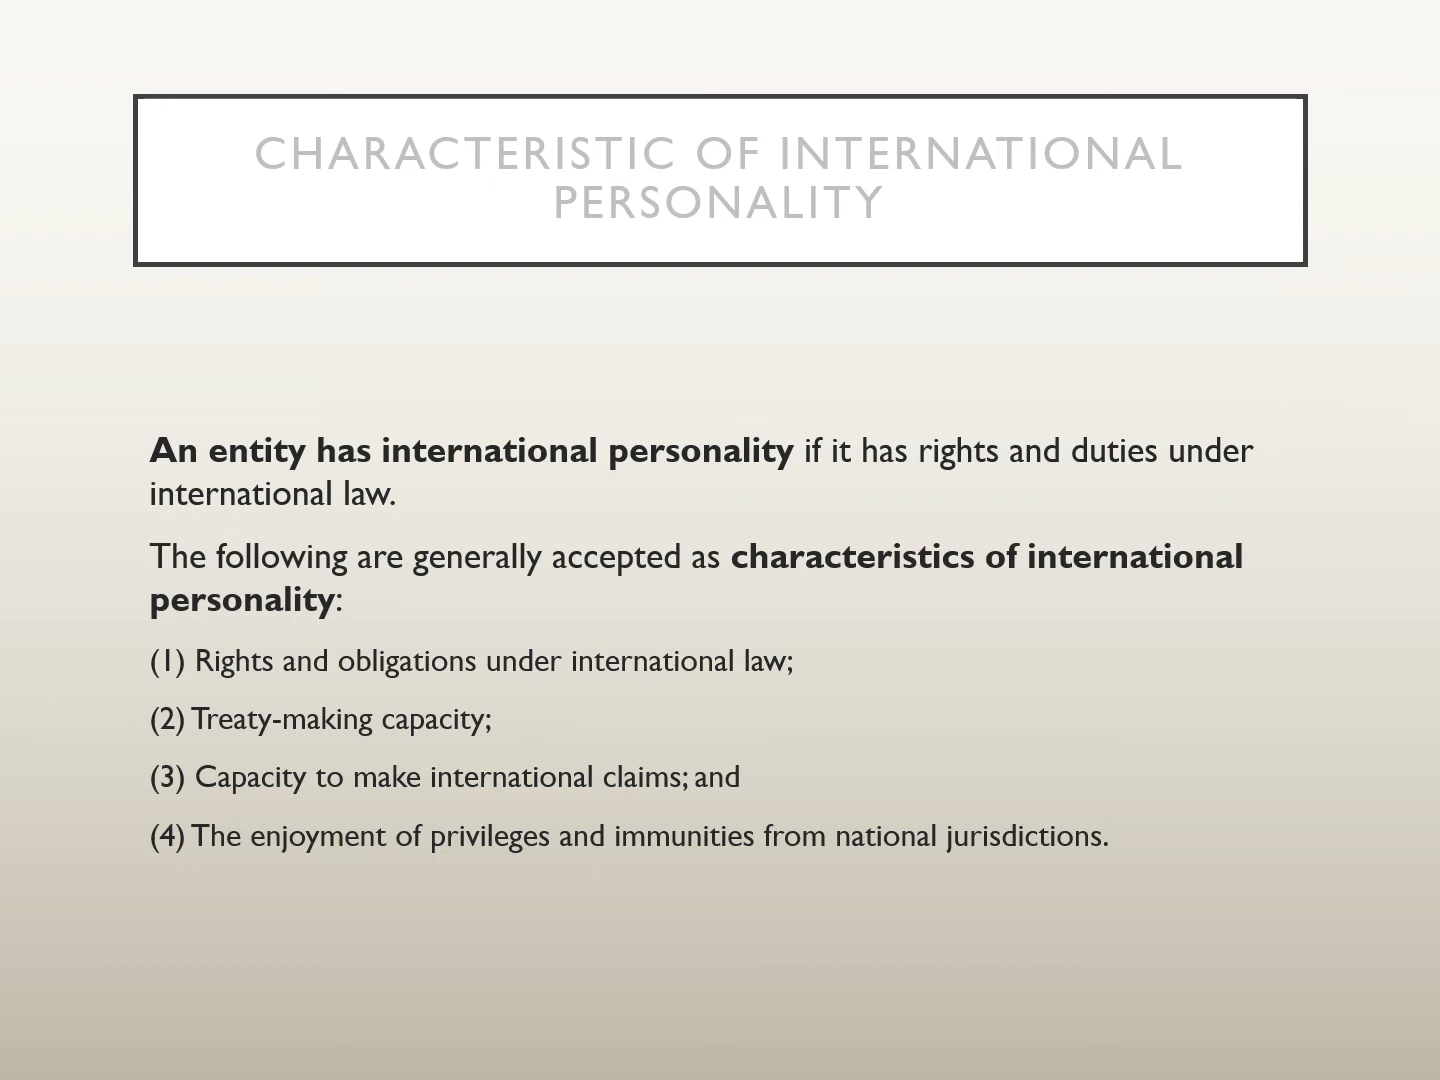 CHARACTERISTIC OF INTERNATIONAL
PERSONALITY
An entity has international personality if it has rights and duties under
international law.
The following are generally accepted as characteristics of international
personality:
(1) Rights and obligations under international law;
(2) Treaty-making capacity;
(3) Capacity to make international claims; and
(4) The enjoyment of privileges and immunities from national jurisdictions.